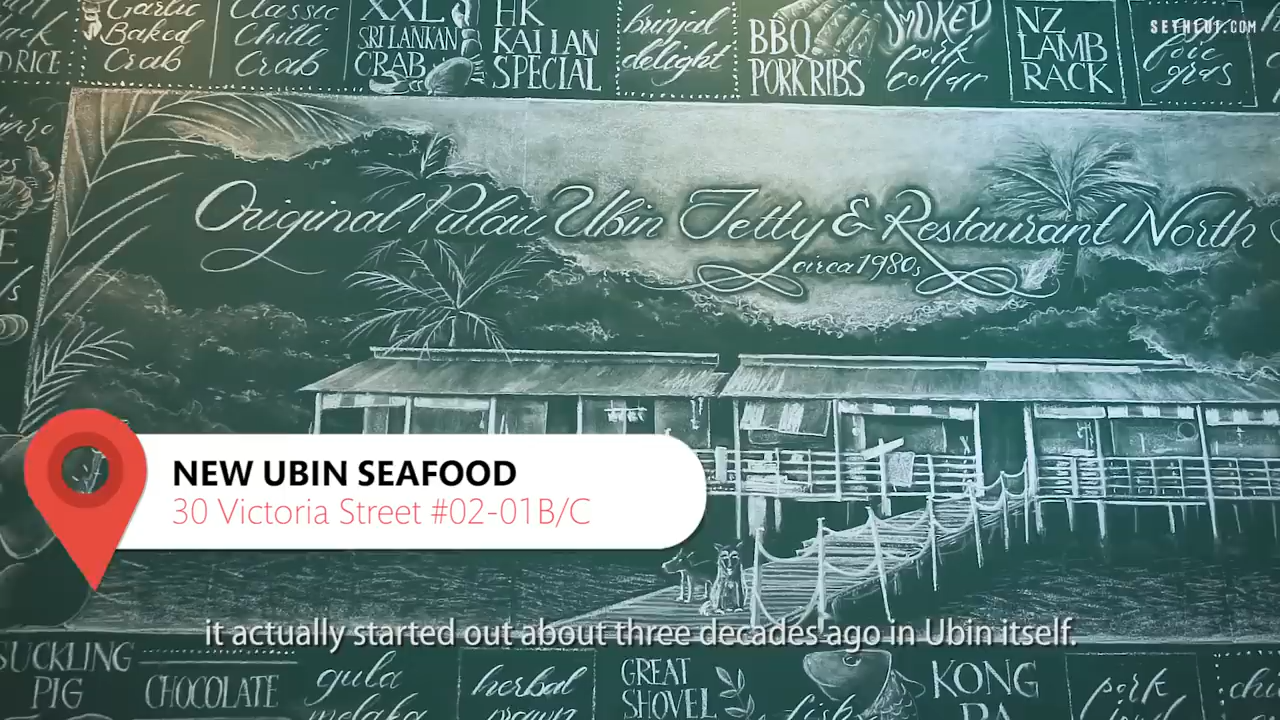 Garlic
Baked
Crab
Classic
Chilli
Crab
XXL
SRI LANKAN
CRAB
HK
KAI LAN
SPECIAL
brinjal
delight
BBQ
PORK RIBS
SMOKED
pork
collar
NZ
LAMB
RACK
foie
gras
SETHLUI.COM
D RICE
Original Pulau Ubin Jetty & Restaurant North
circa 1980s
NEW UBIN SEAFOOD
30 Victoria Street #02-01B/C
it actually started out about three decades ago in Ubin itself.
SUCKLING
PIG
CHOCOLATE
gula
melaka
herbal
prawn
GREAT
SHOVEL
fish
KONG
BA
pork